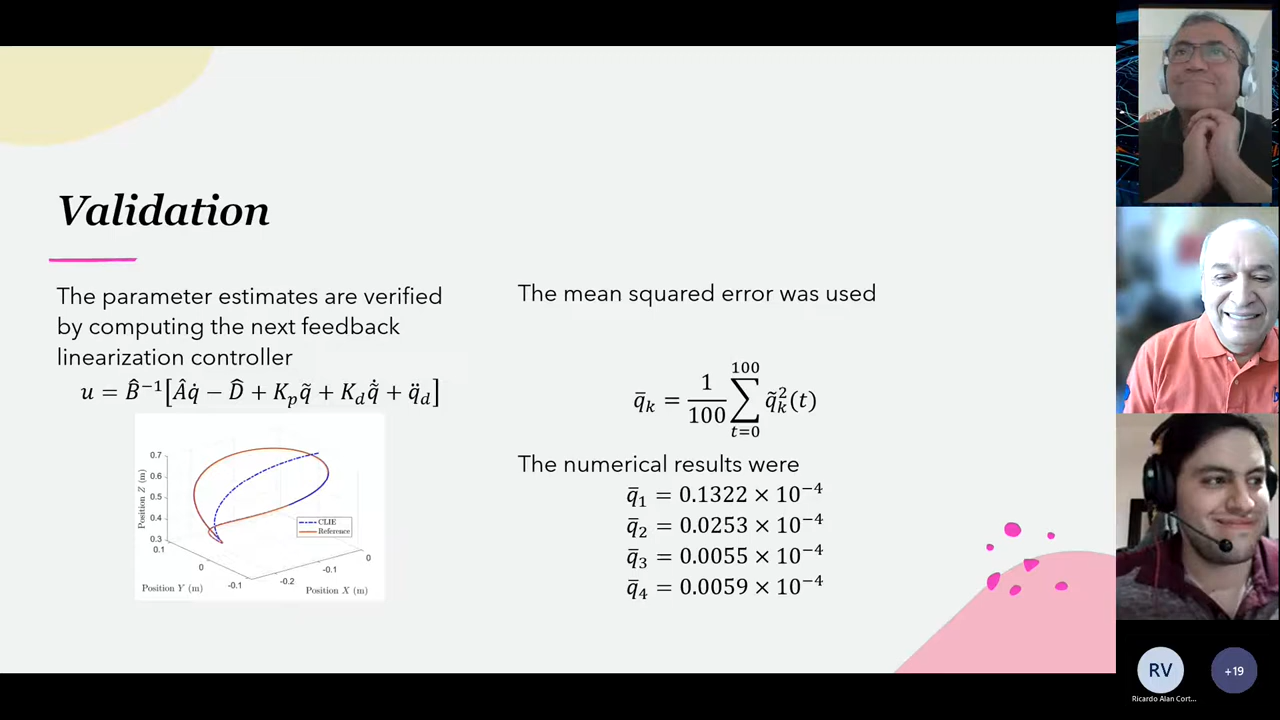 Validation
The parameter estimates are verified
by computing the next feedback
linearization controller
u = B̂⁻¹[Âq̇ − D̂ + Kₚq̃ + K_d q̃̇ + q̈_d]
0.7
0.6
0.5
0.4
0.3
0.1
0
-0.1
-0.2
-0.1
0
Position Z (m)
Position Y (m)
Position X (m)
CLIE
Reference
The mean squared error was used
q̄ₖ = 1/100 ∑_{t=0}^{100} q̃ₖ²(t)
The numerical results were
q̄₁ = 0.1322 × 10⁻⁴
q̄₂ = 0.0253 × 10⁻⁴
q̄₃ = 0.0055 × 10⁻⁴
q̄₄ = 0.0059 × 10⁻⁴
RV
Ricardo Alan Cort...
+19